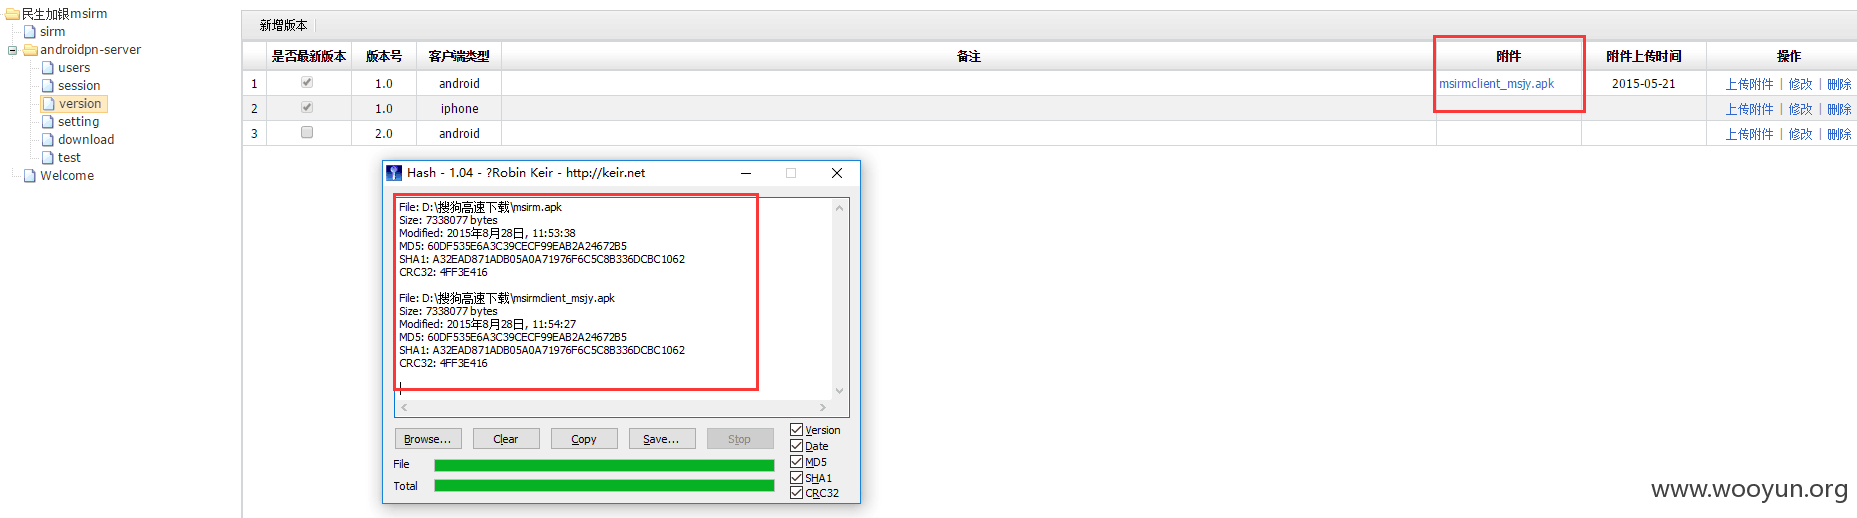 民生加银msirm
sirm
androidpn-server
users
session
version
setting
download
test
Welcome
新增版本
是否最新版本 版本号 客户端类型 备注 附件 附件上传时间 操作
1 1.0 android msirmclient_msjy.apk 2015-05-21 上传附件 | 修改 | 删除
2 1.0 iphone 上传附件 | 修改 | 删除
3 2.0 android 上传附件 | 修改 | 删除
Hash - 1.04 - ?Robin Keir - http://keir.net
File: D:\搜狗高速下载\msirm.apk
Size: 7338077 bytes
Modified: 2015年8月28日, 11:53:38
MD5: 60DF535E6A3C39CECF99EAB2A24672B5
SHA1: A32EAD871ADB05A0A71976F6C5C8B336DCBC1062
CRC32: 4FF3E416
File: D:\搜狗高速下载\msirmclient_msjy.apk
Size: 7338077 bytes
Modified: 2015年8月28日, 11:54:27
MD5: 60DF535E6A3C39CECF99EAB2A24672B5
SHA1: A32EAD871ADB05A0A71976F6C5C8B336DCBC1062
CRC32: 4FF3E416
Browse... Clear Copy Save... Stop
Version
Date
MD5
SHA1
CRC32
File
Total
www.wooyun.org